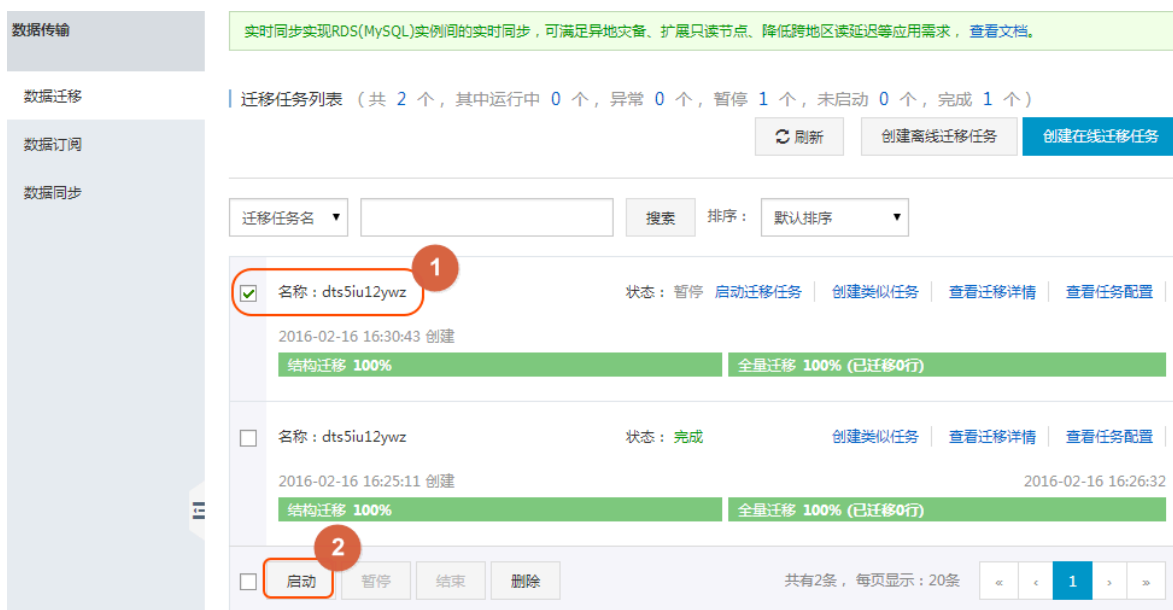 数据传输
数据迁移
数据订阅
数据同步
实时同步实现RDS(MySQL)实例间的实时同步，可满足异地灾备、扩展只读节点、降低跨地区读延迟等应用需求， 查看文档。
迁移任务列表 （共 2 个，其中运行中 0 个，异常 0 个，暂停 1 个，未启动 0 个，完成 1 个）
刷新 创建离线迁移任务 创建在线迁移任务
迁移任务名 ▼ 搜索 排序： 默认排序 ▼
1
名称：dts5iu12ywz 状态：暂停 启动迁移任务 创建类似任务 查看迁移详情 查看任务配置
2016-02-16 16:30:43 创建
结构迁移 100% 全量迁移 100% (已迁移0行)
名称：dts5iu12ywz 状态：完成 创建类似任务 查看迁移详情 查看任务配置
2016-02-16 16:25:11 创建 2016-02-16 16:26:32
结构迁移 100% 全量迁移 100% (已迁移0行)
2
启动 暂停 结束 删除 共有2条， 每页显示：20条 « ‹ 1 › »